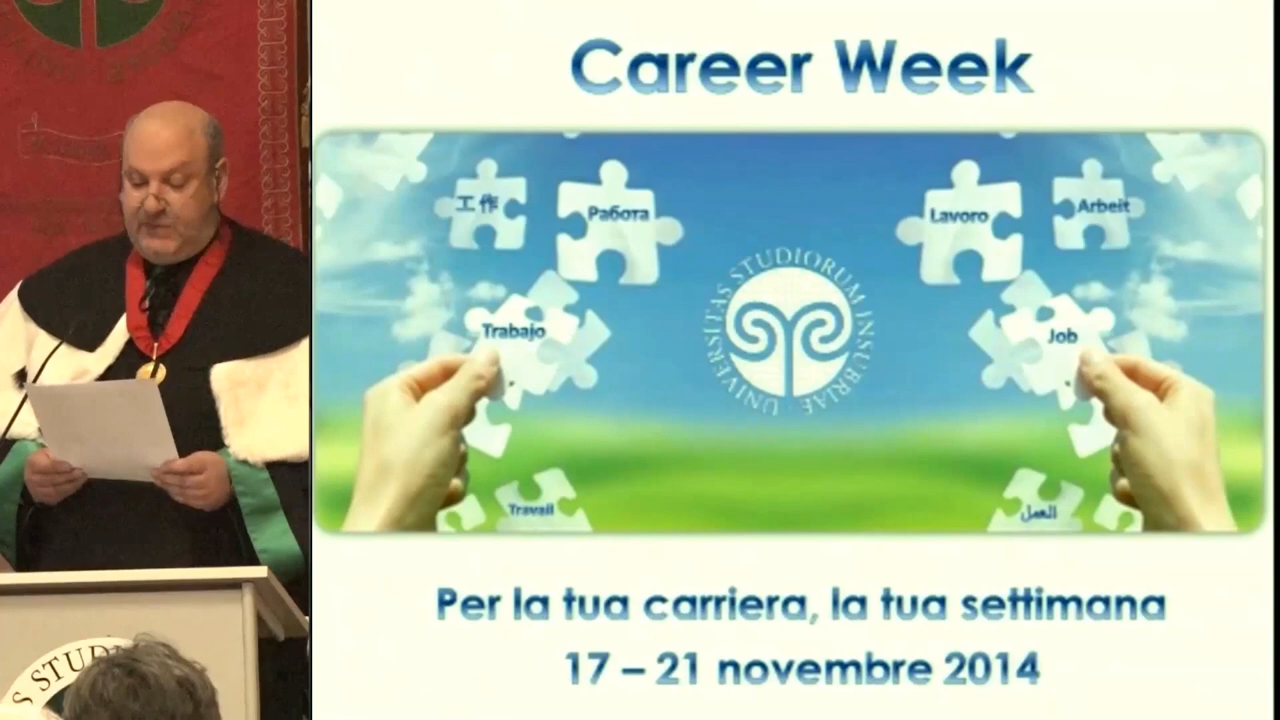 Career Week
工作
Работа
Lavoro
Arbeit
UNIVERSITAS STUDIORUM INSUBRIAE
Trabajo
Job
Travail
العمل
Per la tua carriera, la tua settimana
17 – 21 novembre 2014
S STUD